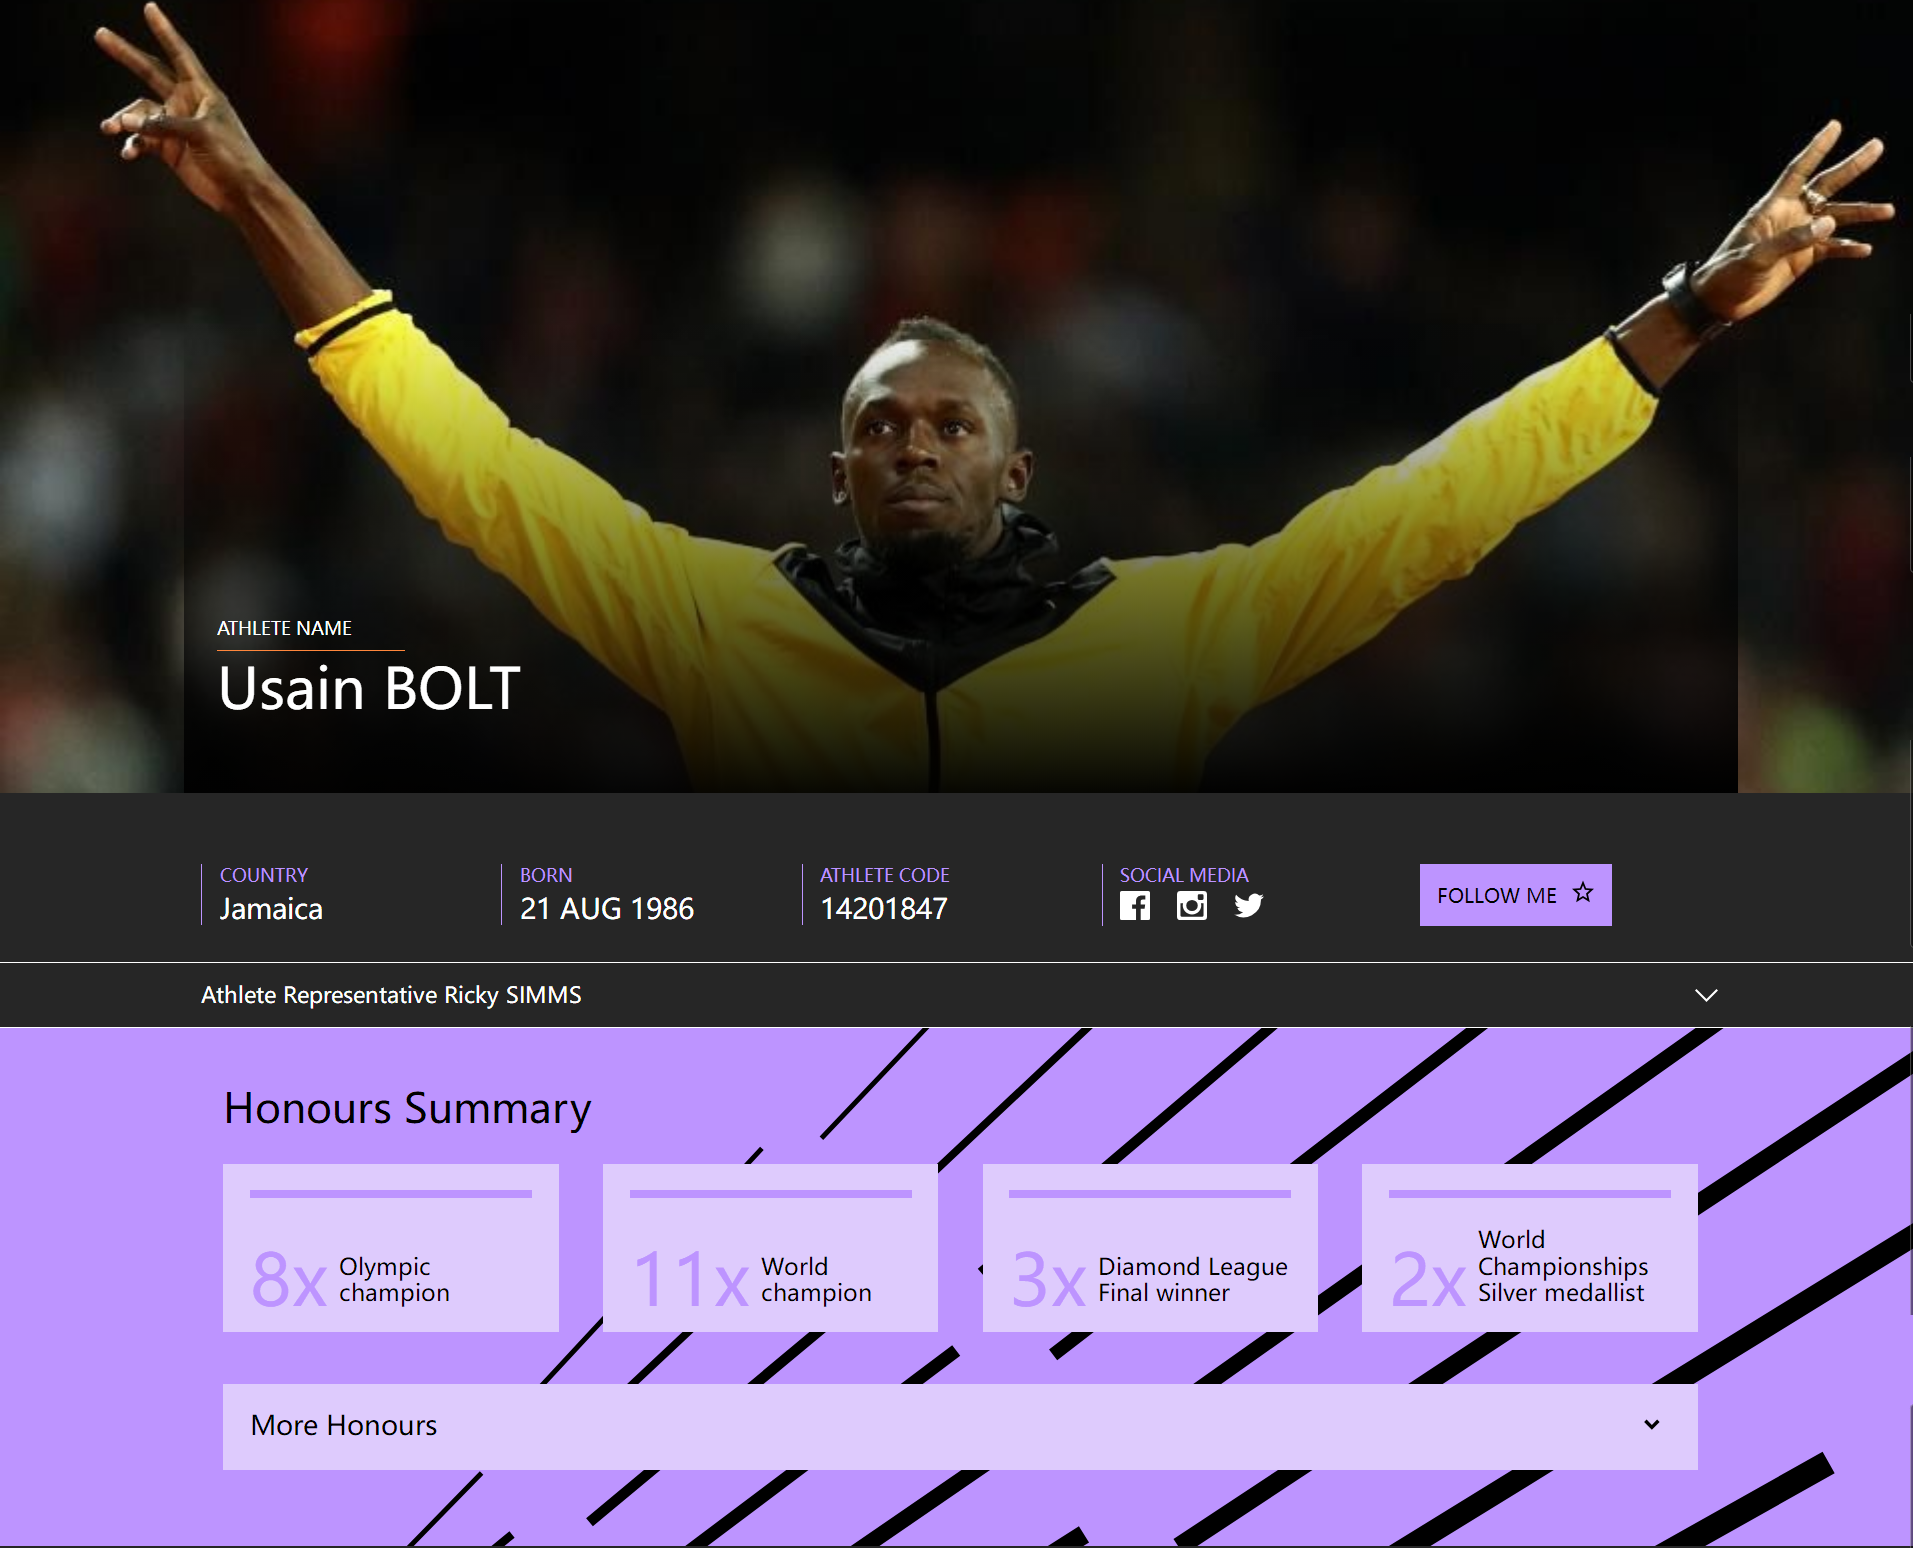 ATHLETE NAME
Usain BOLT
COUNTRY
Jamaica
BORN
21 AUG 1986
ATHLETE CODE
14201847
SOCIAL MEDIA
FOLLOW ME
Athlete Representative Ricky SIMMS
Honours Summary
8x
Olympic
champion
11x
World
champion
3x
Diamond League
Final winner
2x
World
Championships
Silver medallist
More Honours